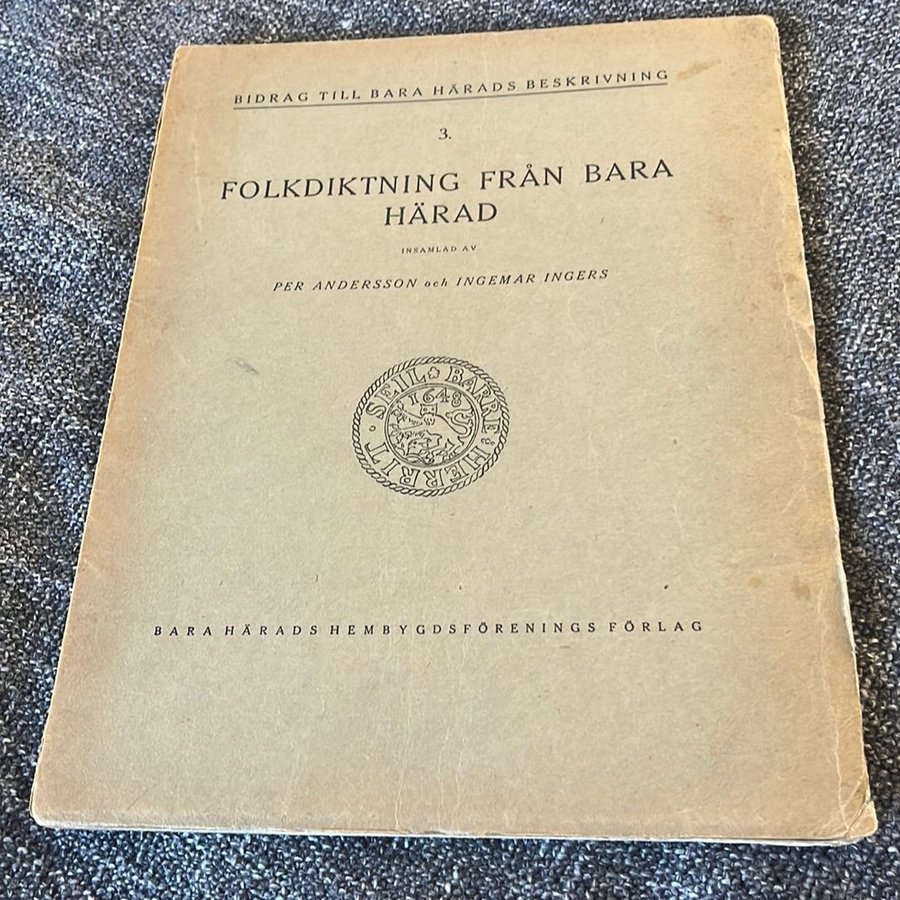 BIDRAG TILL BARA HÄRADS BESKRIVNING
3.
FOLKDIKTNING FRÅN BARA
HÄRAD
INSAMLAD AV
PER ANDERSSON och INGEMAR INGERS
SEIL BARRE HERRIT
1648
BARA HÄRADS HEMBYGDSFÖRENINGS FÖRLAG